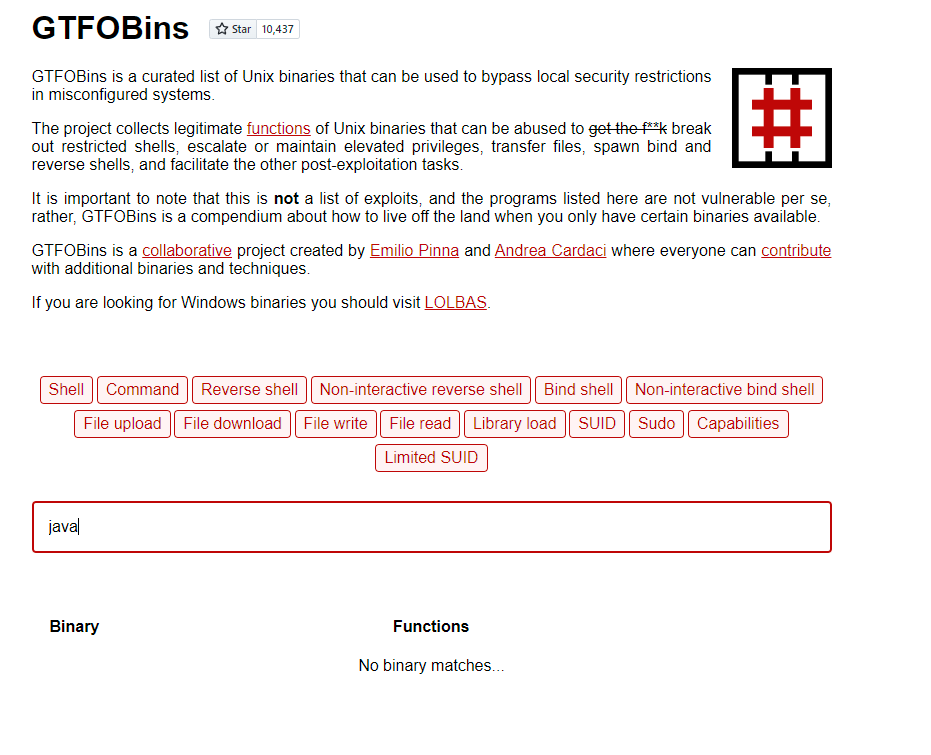 GTFOBins
Star 10,437
GTFOBins is a curated list of Unix binaries that can be used to bypass local security restrictions
in misconfigured systems.
The project collects legitimate functions of Unix binaries that can be abused to get the f**k break
out restricted shells, escalate or maintain elevated privileges, transfer files, spawn bind and
reverse shells, and facilitate the other post-exploitation tasks.
It is important to note that this is not a list of exploits, and the programs listed here are not vulnerable per se,
rather, GTFOBins is a compendium about how to live off the land when you only have certain binaries available.
GTFOBins is a collaborative project created by Emilio Pinna and Andrea Cardaci where everyone can contribute
with additional binaries and techniques.
If you are looking for Windows binaries you should visit LOLBAS.
Shell Command Reverse shell Non-interactive reverse shell Bind shell Non-interactive bind shell
File upload File download File write File read Library load SUID Sudo Capabilities
Limited SUID
java
Binary Functions
No binary matches...